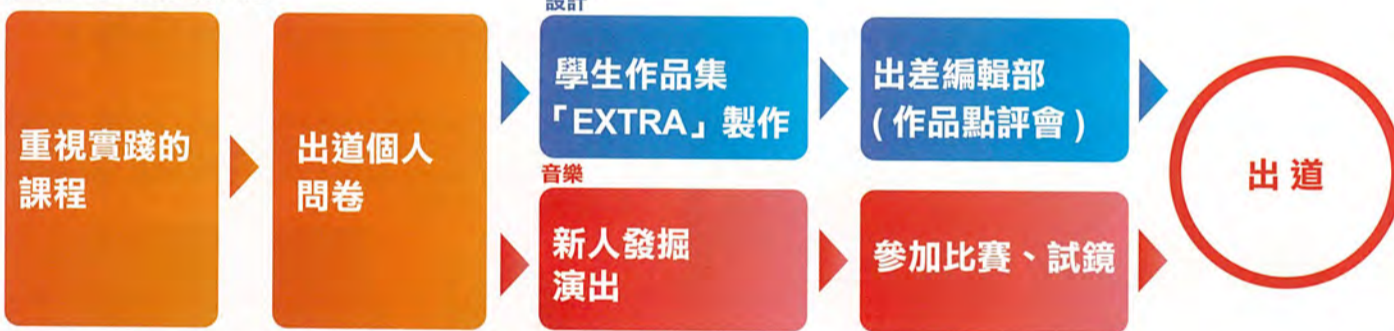 重視實踐的
課程
出道個人
問卷
設計
學生作品集
「EXTRA」製作
出差編輯部
(作品點評會)
音樂
新人發掘
演出
參加比賽、試鏡
出道